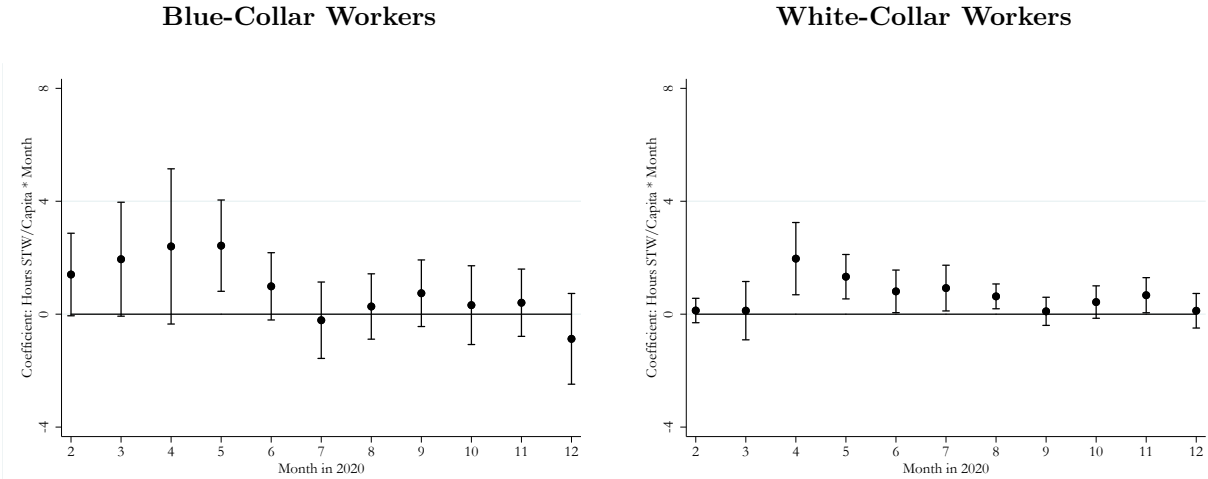 Blue-Collar Workers
Coefficient: Hours STW/Capita * Month
8
4
0
-4
2 3 4 5 6 7 8 9 10 11 12
Month in 2020
White-Collar Workers
Coefficient: Hours STW/Capita * Month
8
4
0
-4
2 3 4 5 6 7 8 9 10 11 12
Month in 2020